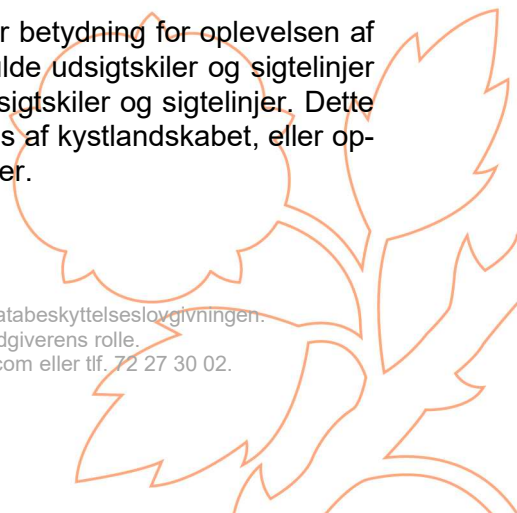 r betydning for oplevelsen af
lde udsigtskiler og sigtelinjer
sigtskiler og sigtelinjer. Dette
s af kystlandskabet, eller op-
er.
atabeskyttelseslovgivningen.
dgiverens rolle.
com eller tlf. 72 27 30 02.